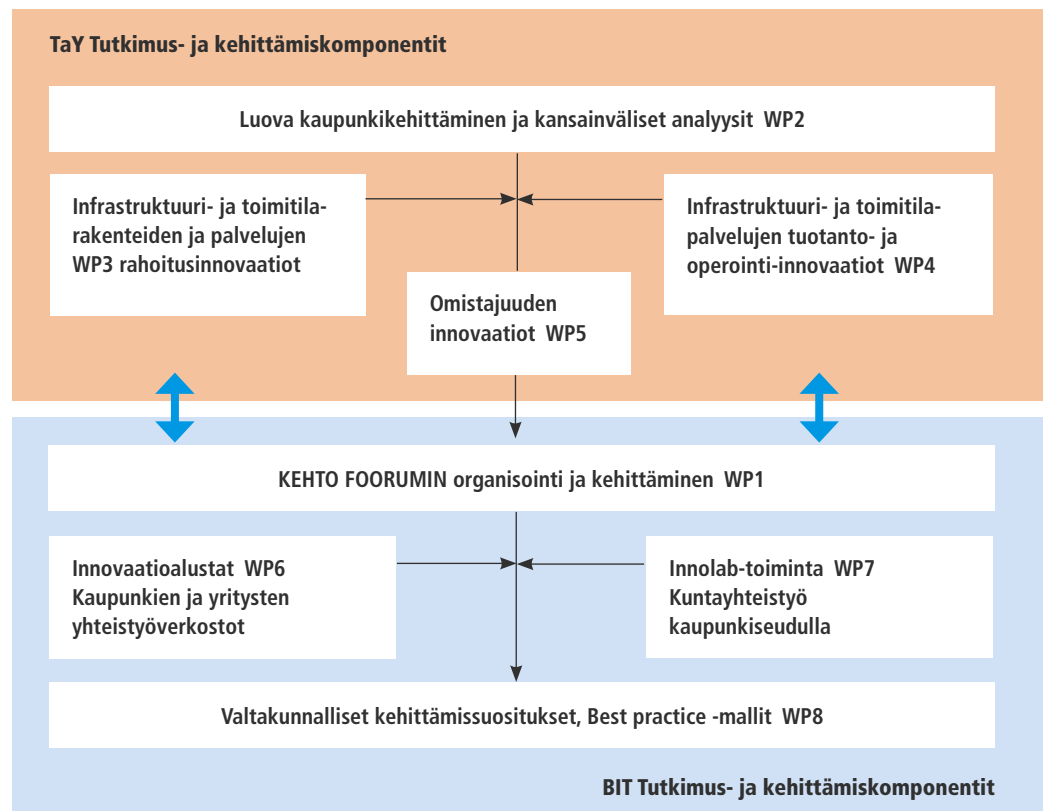 TaY Tutkimus- ja kehittämiskomponentit
Luova kaupunkikehittäminen ja kansainväliset analyysit WP2
Infrastruktuuri- ja toimitila-
rakenteiden ja palvelujen
WP3 rahoitusinnovaatiot
Infrastruktuuri- ja toimitila-
palvelujen tuotanto- ja
operointi-innovaatiot WP4
Omistajuuden
innovaatiot WP5
KEHTO FOORUMIN organisointi ja kehittäminen WP1
Innovaatioalustat WP6
Kaupunkien ja yritysten
yhteistyöverkostot
Innolab-toiminta WP7
Kuntayhteistyö
kaupunkiseudulla
Valtakunnalliset kehittämissuositukset, Best practice -mallit WP8
BIT Tutkimus- ja kehittämiskomponentit